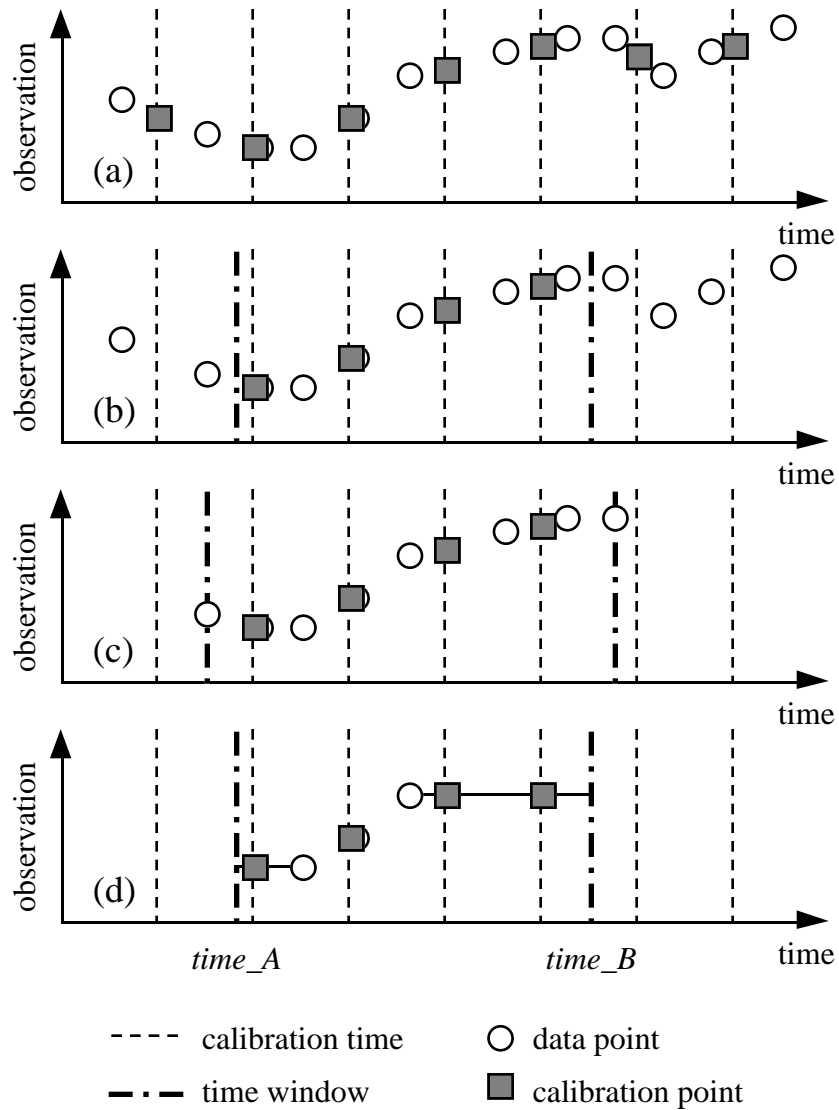 observation
(a)
time
observation
(b)
time
observation
(c)
time
observation
(d)
time_A
time_B
time
calibration time
data point
time window
calibration point